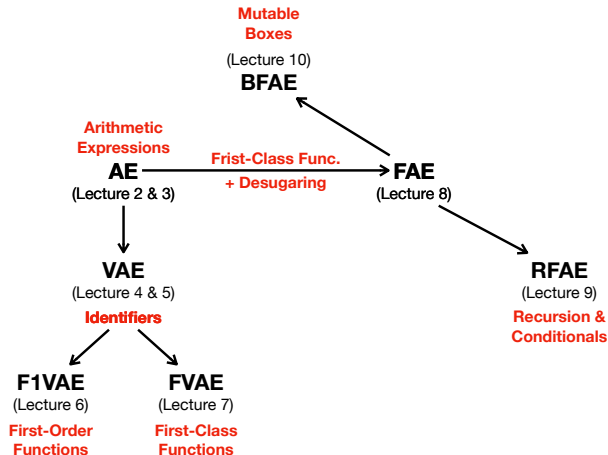 Mutable
Boxes
(Lecture 10)
BFAE
Arithmetic
Expressions
AE
(Lecture 2 & 3)
Frist-Class Func.
+ Desugaring
FAE
(Lecture 8)
VAE
(Lecture 4 & 5)
Identifiers
RFAE
(Lecture 9)
Recursion &
Conditionals
F1VAE
(Lecture 6)
First-Order
Functions
FVAE
(Lecture 7)
First-Class
Functions